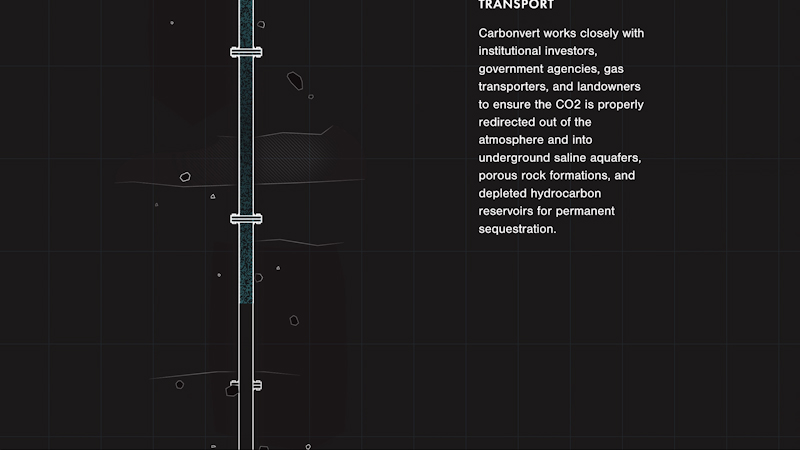 TRANSPORT
Carbonvert works closely with
institutional investors,
government agencies, gas
transporters, and landowners
to ensure the CO2 is properly
redirected out of the
atmosphere and into
underground saline aquafers,
porous rock formations, and
depleted hydrocarbon
reservoirs for permanent
sequestration.